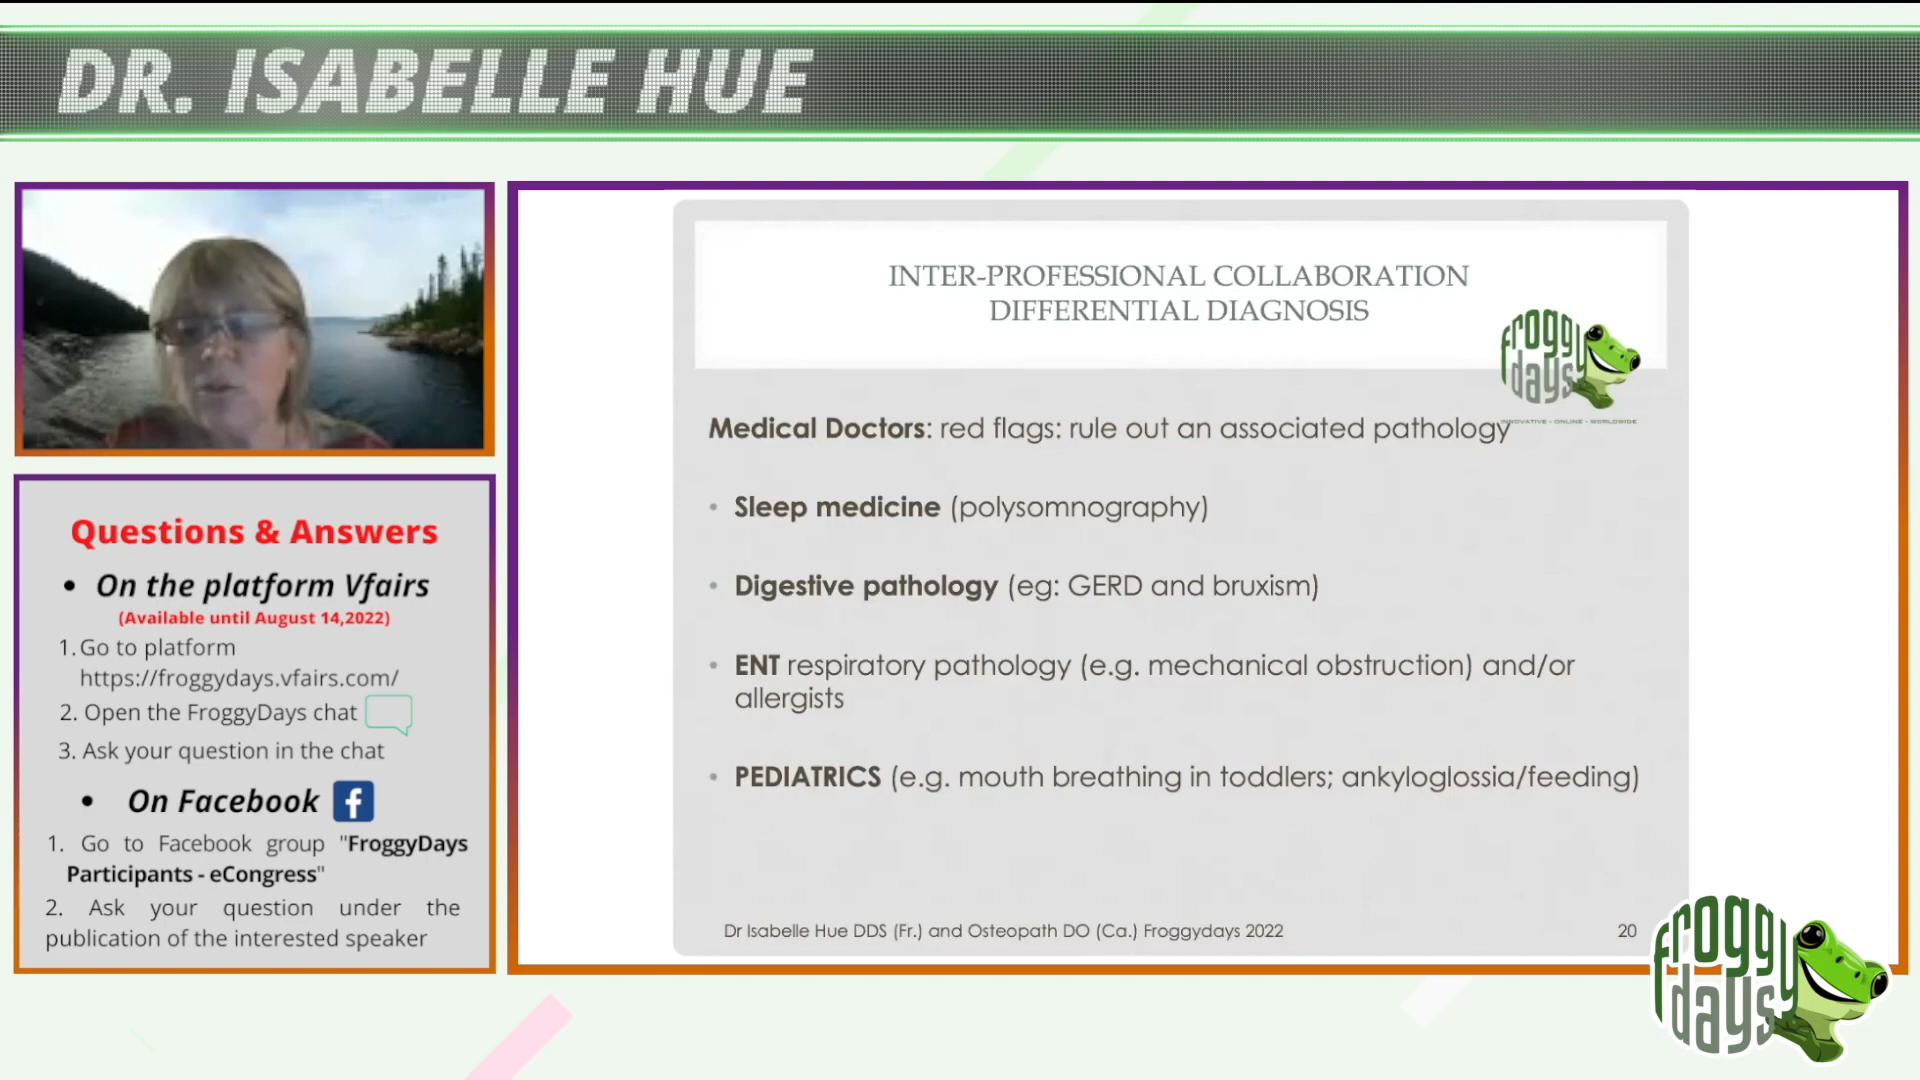 DR. ISABELLE HUE
INTER-PROFESSIONAL COLLABORATION
DIFFERENTIAL DIAGNOSIS
froggy
days
INNOVATIVE - ONLINE - WORLDWIDE
Medical Doctors: red flags: rule out an associated pathology
• Sleep medicine (polysomnography)
• Digestive pathology (eg: GERD and bruxism)
• ENT respiratory pathology (e.g. mechanical obstruction) and/or
allergists
• PEDIATRICS (e.g. mouth breathing in toddlers; ankyloglossia/feeding)
Dr Isabelle Hue DDS (Fr.) and Osteopath DO (Ca.) Froggydays 2022
20
Questions & Answers
• On the platform Vfairs
(Available until August 14,2022)
1. Go to platform
https://froggydays.vfairs.com/
2. Open the FroggyDays chat
3. Ask your question in the chat
• On Facebook f
1. Go to Facebook group "FroggyDays
Participants - eCongress"
2. Ask your question under the
publication of the interested speaker
froggy
days